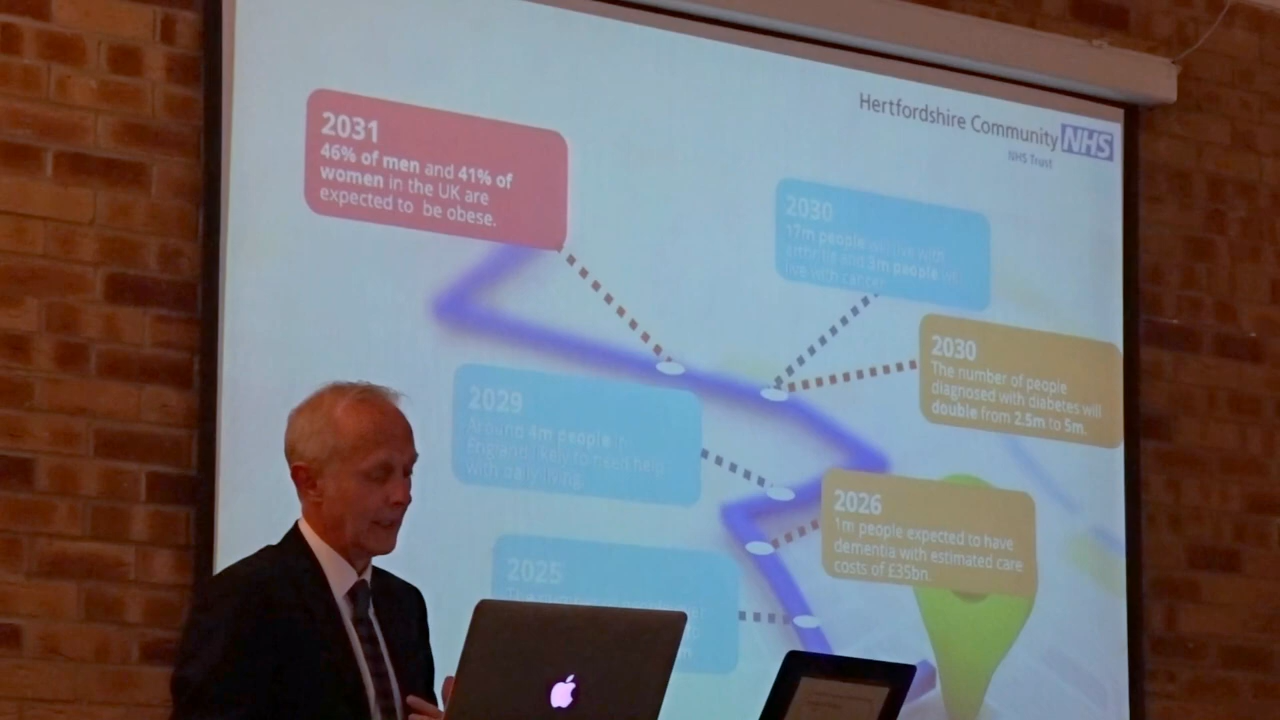 Hertfordshire Community NHS
NHS Trust
2031
46% of men and 41% of
women in the UK are
expected to be obese.
2030
17m people will live with
arthritis and 3m people will
live with cancer.
2030
The number of people
diagnosed with diabetes will
double from 2.5m to 5m.
2029
Around 4m people in
England likely to need help
with daily living.
2026
1m people expected to have
dementia with estimated care
costs of £35bn.
2025
The number of